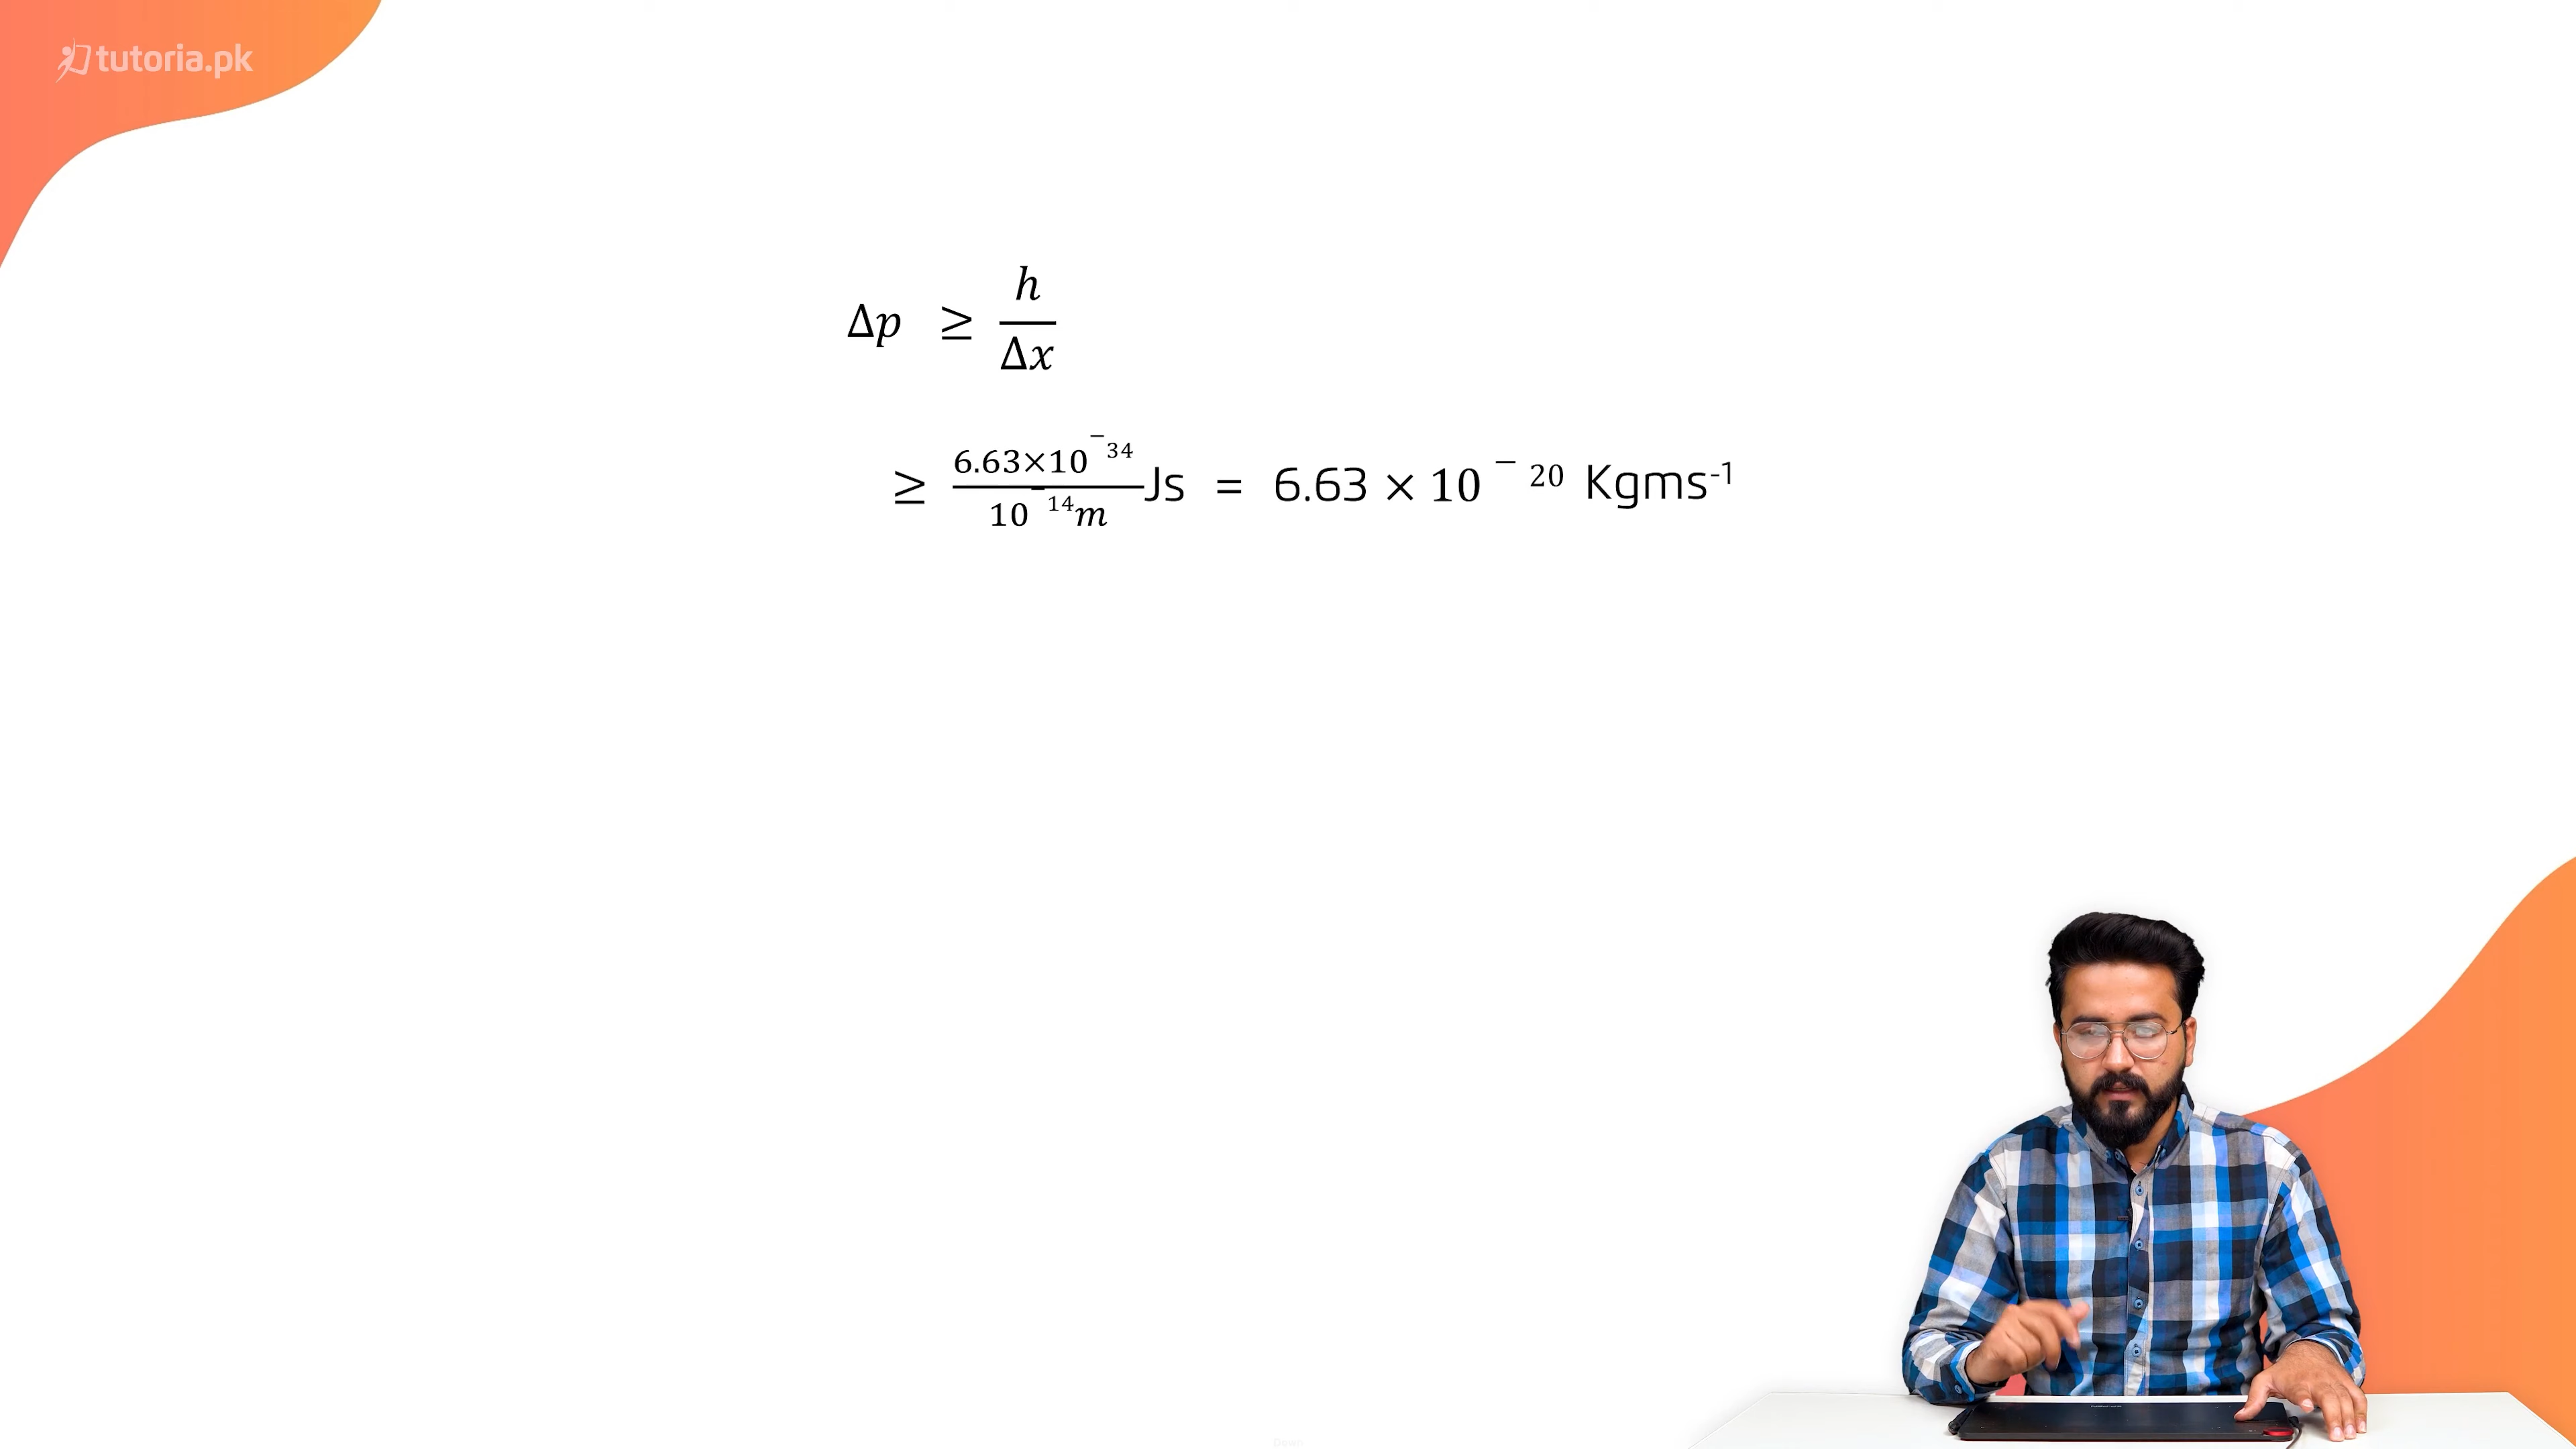 tutoria.pk
Δp ≥ h/Δx
≥ 6.63×10⁻³⁴/10⁻¹⁴m Js = 6.63 × 10⁻²⁰ Kgms⁻¹